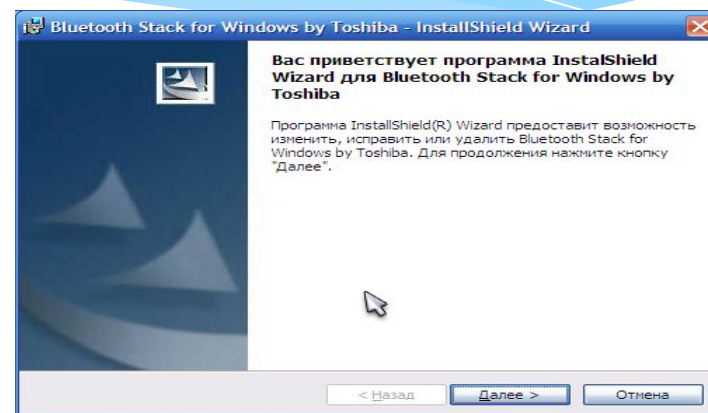 Bluetooth Stack for Windows by Toshiba - InstallShield Wizard
Вас приветствует программа InstalShield
Wizard для Bluetooth Stack for Windows by
Toshiba
Программа InstallShield(R) Wizard предоставит возможность
изменить, исправить или удалить Bluetooth Stack for
Windows by Toshiba. Для продолжения нажмите кнопку
"Далее".
< Назад Далее > Отмена